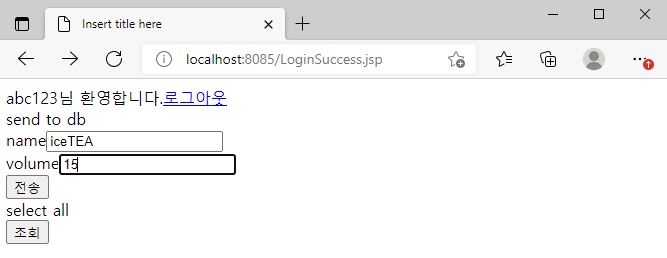 Insert title here
localhost:8085/LoginSuccess.jsp
abc123님 환영합니다.로그아웃
send to db
name iceTEA
volume 15
전송
select all
조회